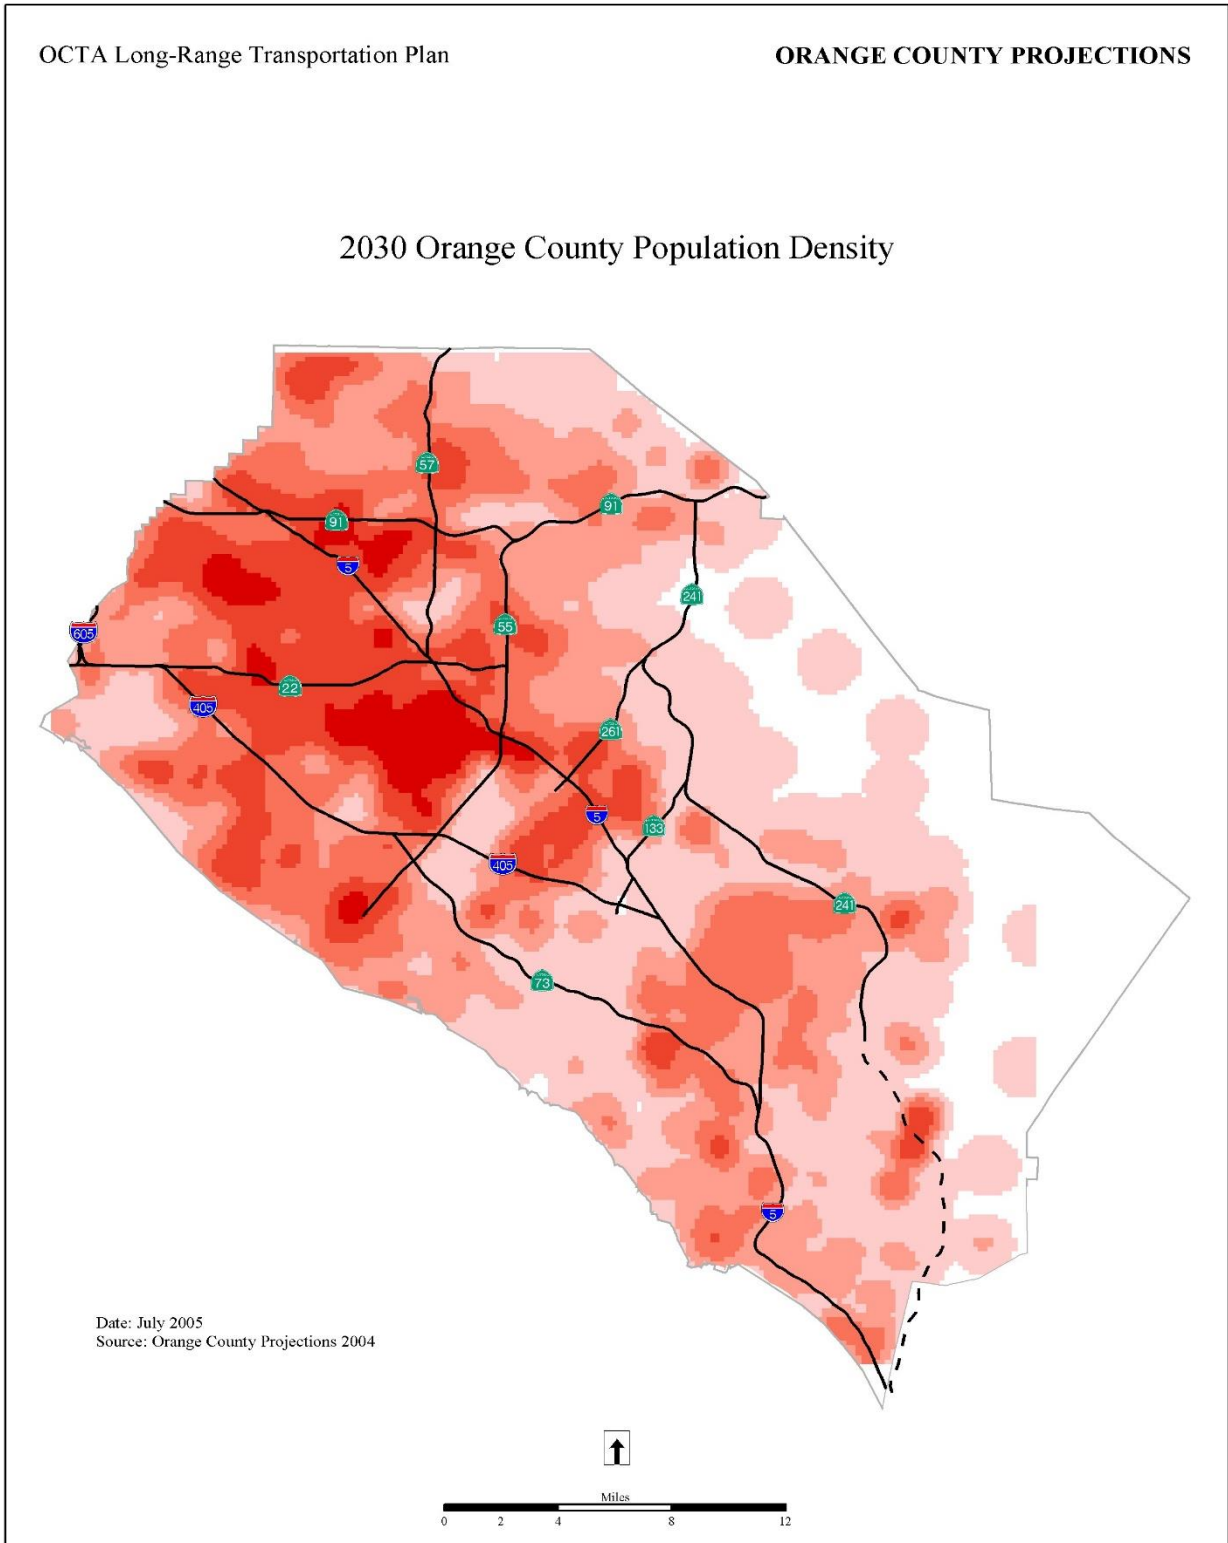 OCTA Long-Range Transportation Plan
ORANGE COUNTY PROJECTIONS
2030 Orange County Population Density
57
91
91
5
241
605
55
22
405
261
5
133
405
241
73
5
Date: July 2005
Source: Orange County Projections 2004
Miles
0 2 4 8 12